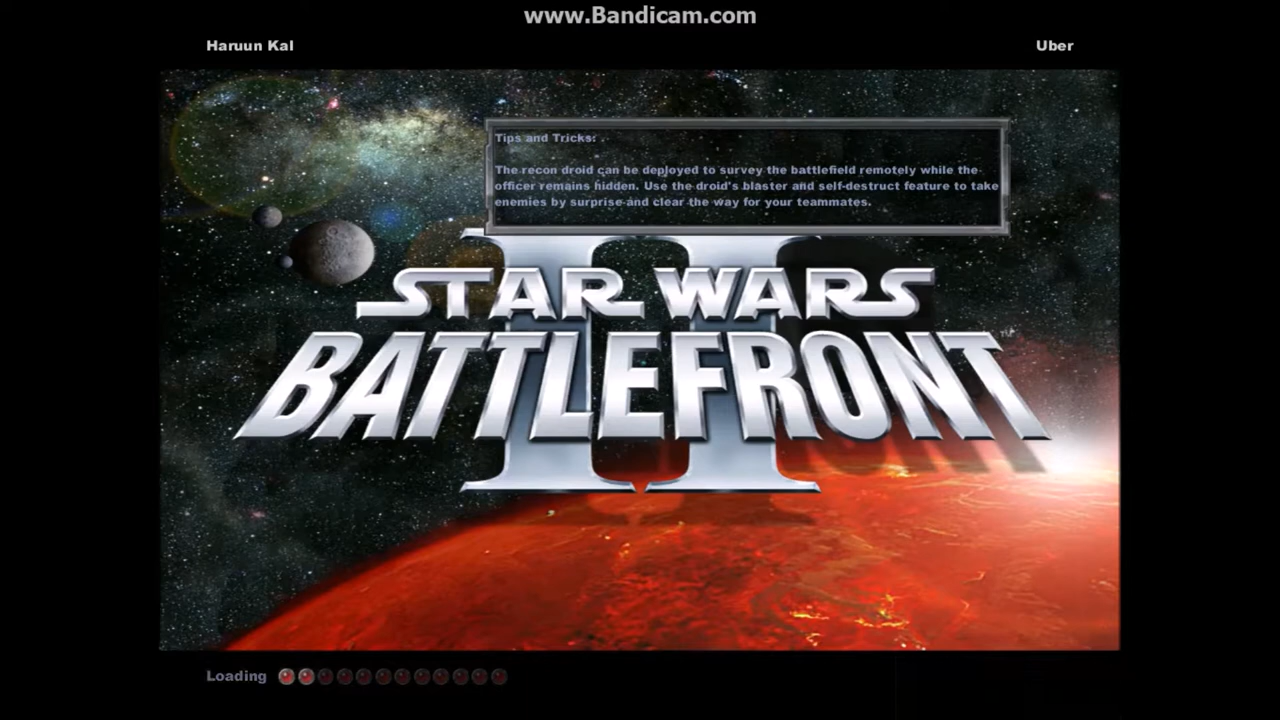 www.Bandicam.com
Haruun Kal
Uber
Tips and Tricks:
The recon droid can be deployed to survey the battlefield remotely while the
officer remains hidden. Use the droid's blaster and self-destruct feature to take
enemies by surprise and clear the way for your teammates.
STAR WARS
BATTLEFRONT
II
Loading